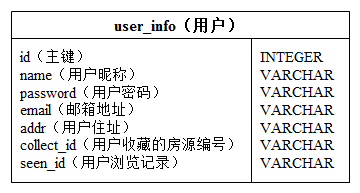 user_info（用户）
id（主键） INTEGER
name（用户昵称） VARCHAR
password（用户密码） VARCHAR
email（邮箱地址） VARCHAR
addr（用户住址） VARCHAR
collect_id（用户收藏的房源编号） VARCHAR
seen_id（用户浏览记录） VARCHAR